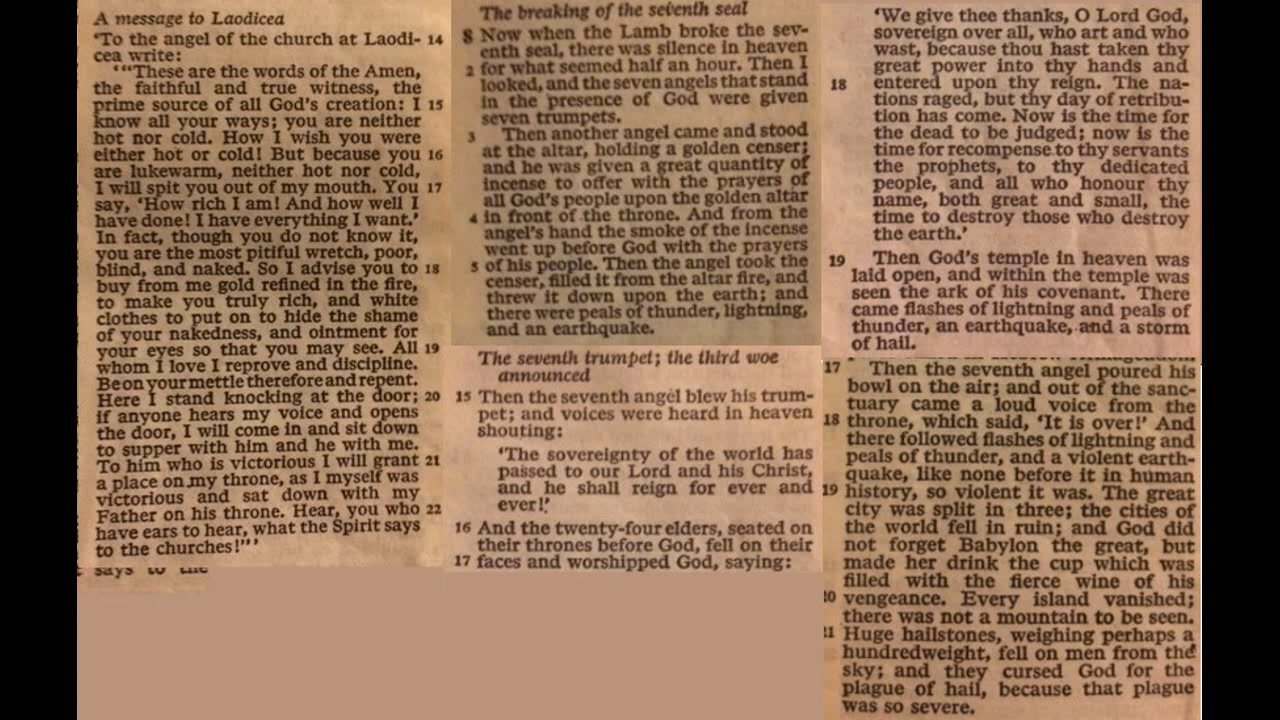 A message to Laodicea
‘To the angel of the church at Laodi- 14
cea write:
‘“These are the words of the Amen,
the faithful and true witness, the
prime source of all God's creation: I 15
know all your ways; you are neither
hot nor cold. How I wish you were
either hot or cold! But because you 16
are lukewarm, neither hot nor cold,
I will spit you out of my mouth. You 17
say, ‘How rich I am! And how well I
have done! I have everything I want.’
In fact, though you do not know it,
you are the most pitiful wretch, poor,
blind, and naked. So I advise you to 18
buy from me gold refined in the fire,
to make you truly rich, and white
clothes to put on to hide the shame
of your nakedness, and ointment for
your eyes so that you may see. All 19
whom I love I reprove and discipline.
Be on your mettle therefore and repent.
Here I stand knocking at the door; 20
if anyone hears my voice and opens
the door, I will come in and sit down
to supper with him and he with me.
To him who is victorious I will grant 21
a place on my throne, as I myself was
victorious and sat down with my
Father on his throne. Hear, you who 22
have ears to hear, what the Spirit says
to the churches!”’
says to the
The breaking of the seventh seal
8 Now when the Lamb broke the sev-
enth seal, there was silence in heaven
2 for what seemed half an hour. Then I
looked, and the seven angels that stand
in the presence of God were given
seven trumpets.
3 Then another angel came and stood
at the altar, holding a golden censer;
and he was given a great quantity of
incense to offer with the prayers of
all God's people upon the golden altar
4 in front of the throne. And from the
angel's hand the smoke of the incense
went up before God with the prayers
5 of his people. Then the angel took the
censer, filled it from the altar fire, and
threw it down upon the earth; and
there were peals of thunder, lightning,
and an earthquake.
The seventh trumpet; the third woe
announced
15 Then the seventh angel blew his trum-
pet; and voices were heard in heaven
shouting:
‘The sovereignty of the world has
passed to our Lord and his Christ,
and he shall reign for ever and
ever!’
16 And the twenty-four elders, seated on
their thrones before God, fell on their
17 faces and worshipped God, saying:
‘We give thee thanks, O Lord God,
sovereign over all, who art and who
wast, because thou hast taken thy
great power into thy hands and
18 entered upon thy reign. The na-
tions raged, but thy day of retribu-
tion has come. Now is the time for
the dead to be judged; now is the
time for recompense to thy servants
the prophets, to thy dedicated
people, and all who honour thy
name, both great and small, the
time to destroy those who destroy
the earth.’
19 Then God's temple in heaven was
laid open, and within the temple was
seen the ark of his covenant. There
came flashes of lightning and peals of
thunder, an earthquake, and a storm
of hail.
17 Then the seventh angel poured his
bowl on the air; and out of the sanc-
tuary came a loud voice from the
18 throne, which said, ‘It is over!’ And
there followed flashes of lightning and
peals of thunder, and a violent earth-
quake, like none before it in human
19 history, so violent it was. The great
city was split in three; the cities of
the world fell in ruin; and God did
not forget Babylon the great, but
made her drink the cup which was
filled with the fierce wine of his
20 vengeance. Every island vanished;
there was not a mountain to be seen.
21 Huge hailstones, weighing perhaps a
hundredweight, fell on men from the
sky; and they cursed God for the
plague of hail, because that plague
was so severe.